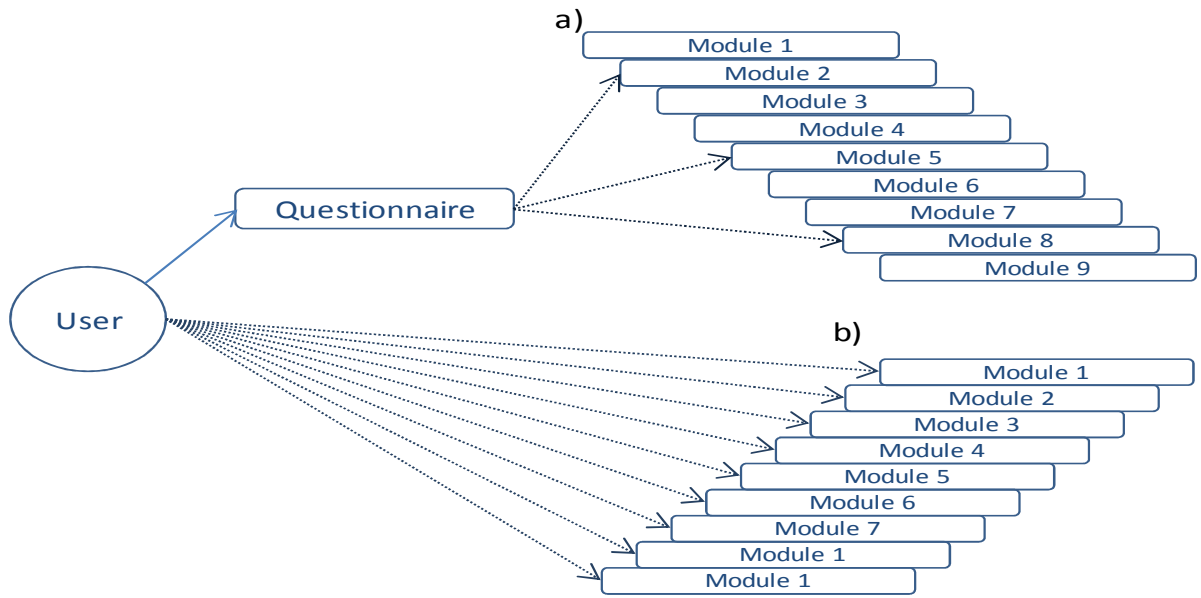 a)
Module 1
Module 2
Module 3
Module 4
Module 5
Module 6
Module 7
Module 8
Module 9
Questionnaire
User
b)
Module 1
Module 2
Module 3
Module 4
Module 5
Module 6
Module 7
Module 1
Module 1